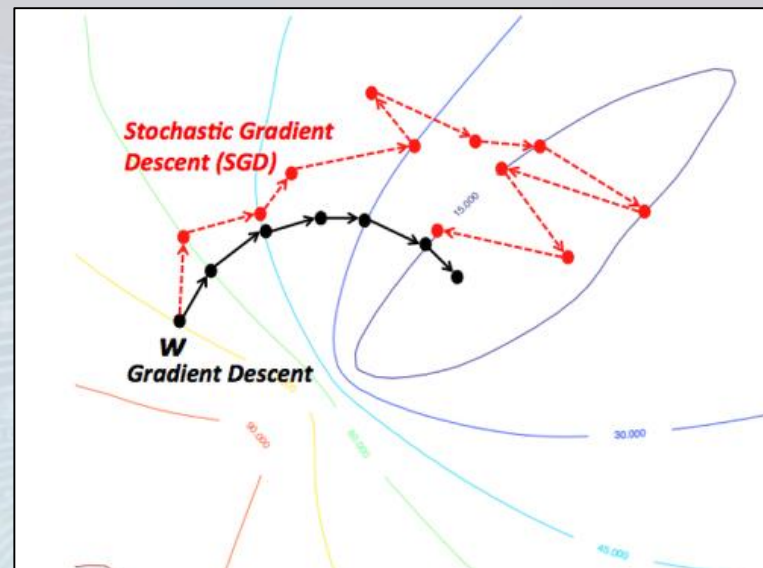 Stochastic Gradient
Descent (SGD)
15.000
W
Gradient Descent
90.000
60.000
30.000
45.000